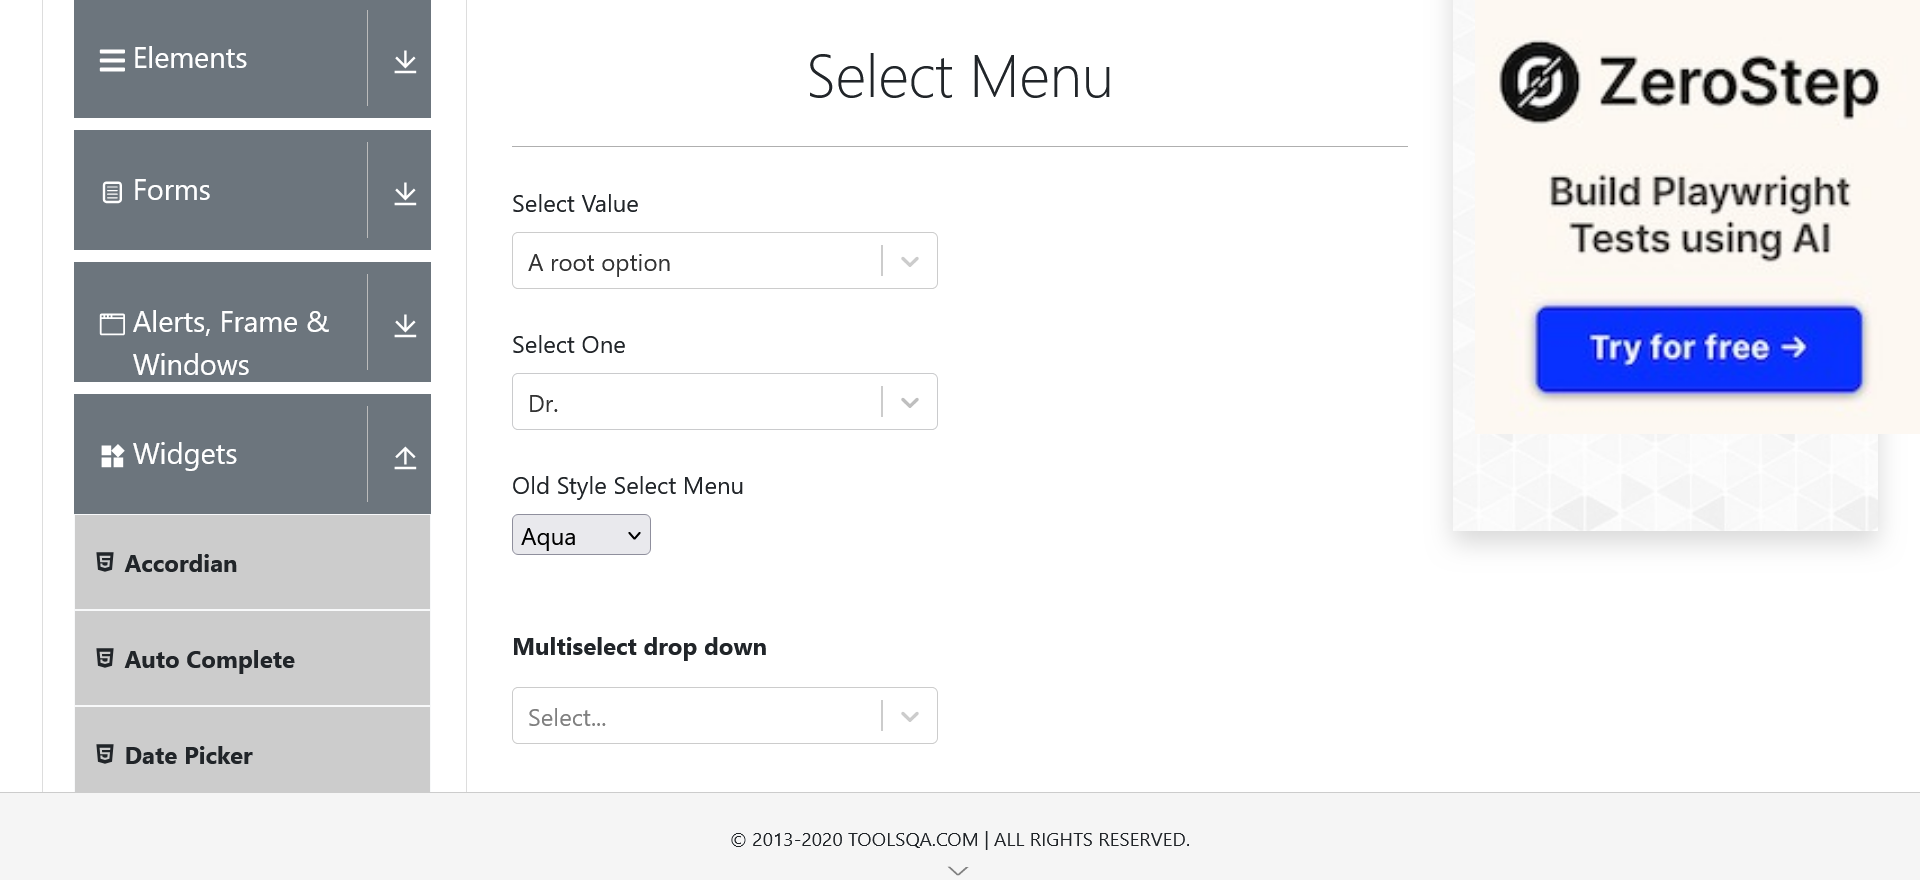 Elements
Forms
Alerts, Frame &
Windows
Widgets
Accordian
Auto Complete
Date Picker
Select Menu
Select Value
A root option
Select One
Dr.
Old Style Select Menu
Aqua
Multiselect drop down
Select...
ZeroStep
Build Playwright
Tests using AI
Try for free →
© 2013-2020 TOOLSQA.COM | ALL RIGHTS RESERVED.